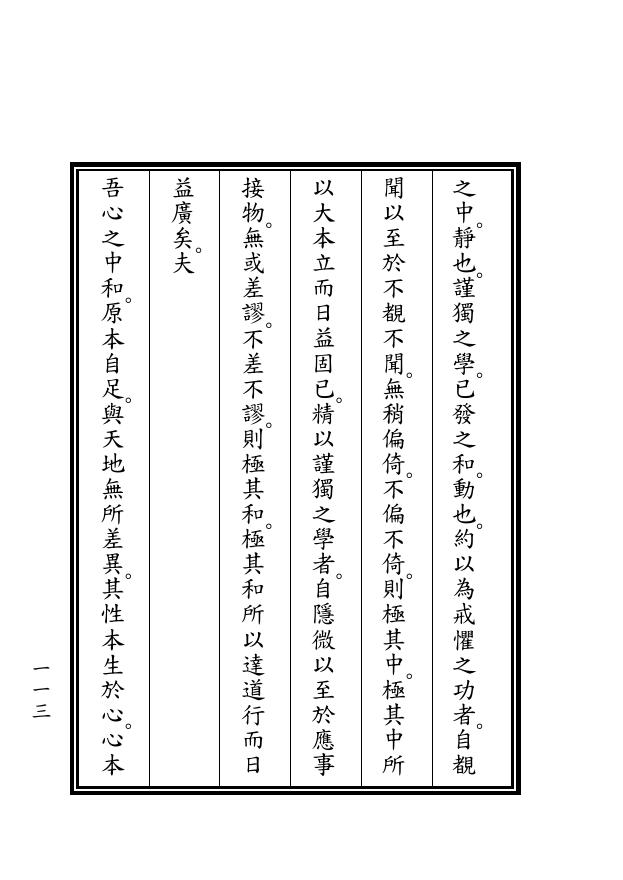 之中。靜也。謹獨之學。已發之和。動也。約以為戒懼之功者。自覩
聞以至於不覩不聞。無稍偏倚。不偏不倚。則極其中。極其中所
以大本立而日益固已。精以謹獨之學者。自隱微以至於應事
接物。無或差謬。不差不謬。則極其和。極其和所以達道行而日
益廣矣。夫
吾心之中和。原本自足。與天地無所差異。其性本生於心。心本
一一三